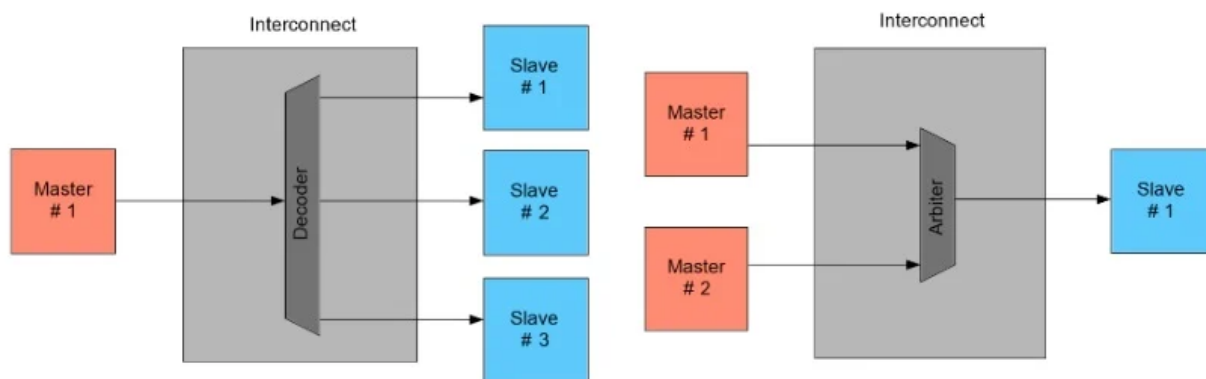 Interconnect
Master
# 1
Decoder
Slave
# 1
Slave
# 2
Slave
# 3
Interconnect
Master
# 1
Master
# 2
Arbiter
Slave
# 1